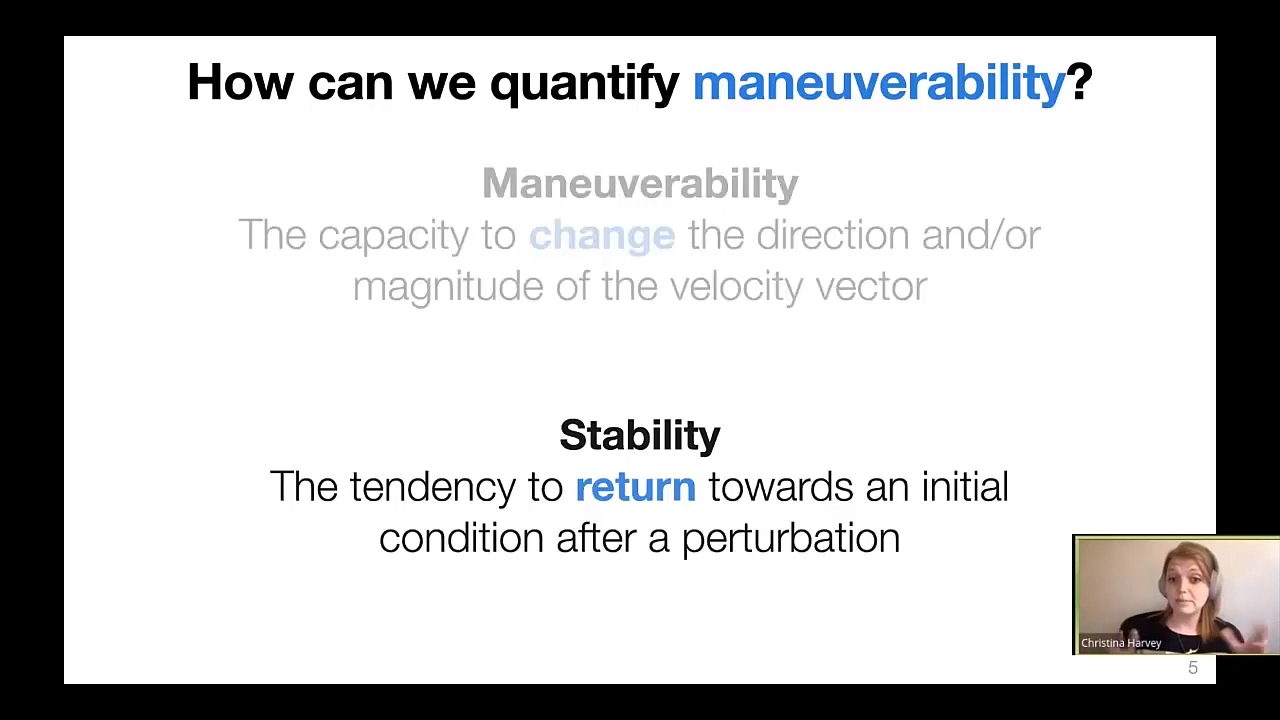 How can we quantify maneuverability?
Maneuverability
The capacity to change the direction and/or
magnitude of the velocity vector
Stability
The tendency to return towards an initial
condition after a perturbation
Christina Harvey
5